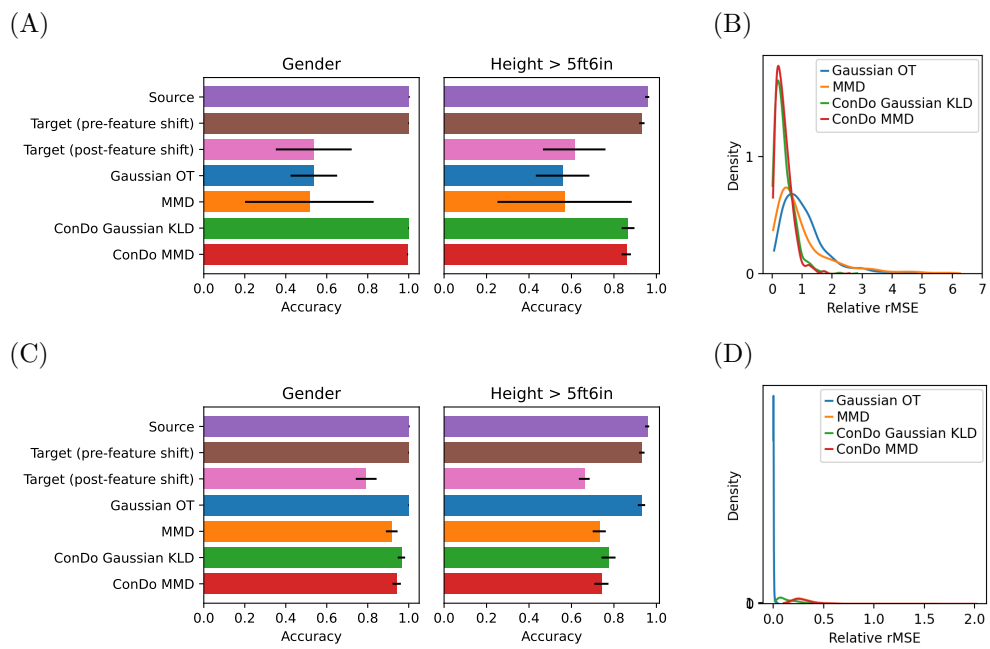 (A)
Gender
Height > 5ft6in
Source
Target (pre-feature shift)
Target (post-feature shift)
Gaussian OT
MMD
ConDo Gaussian KLD
ConDo MMD
0.0 0.2 0.4 0.6 0.8 1.0
Accuracy
0.0 0.2 0.4 0.6 0.8 1.0
Accuracy
(B)
Gaussian OT
MMD
ConDo Gaussian KLD
ConDo MMD
Density
1
0
0 1 2 3 4 5 6 7
Relative rMSE
(C)
Gender
Height > 5ft6in
Source
Target (pre-feature shift)
Target (post-feature shift)
Gaussian OT
MMD
ConDo Gaussian KLD
ConDo MMD
0.0 0.2 0.4 0.6 0.8 1.0
Accuracy
0.0 0.2 0.4 0.6 0.8 1.0
Accuracy
(D)
Gaussian OT
MMD
ConDo Gaussian KLD
ConDo MMD
Density
0.0 0.5 1.0 1.5 2.0
Relative rMSE